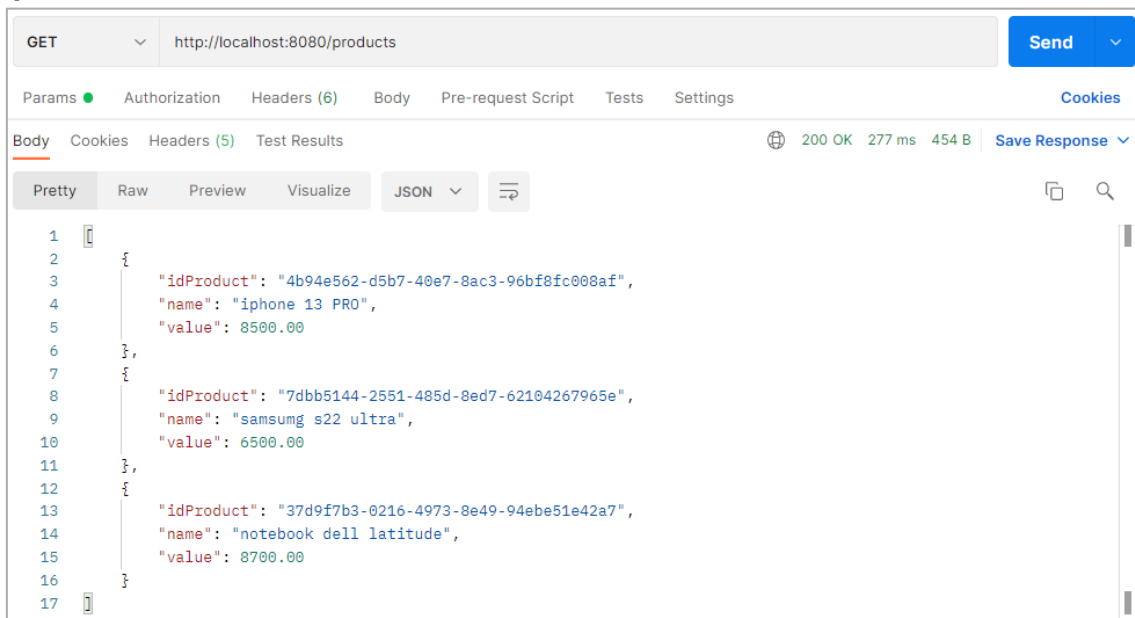 GET http://localhost:8080/products Send
Params Authorization Headers (6) Body Pre-request Script Tests Settings Cookies
Body Cookies Headers (5) Test Results 200 OK 277 ms 454 B Save Response
Pretty Raw Preview Visualize JSON
1 [
2 {
3 "idProduct": "4b94e562-d5b7-40e7-8ac3-96bf8fc008af",
4 "name": "iphone 13 PRO",
5 "value": 8500.00
6 },
7 {
8 "idProduct": "7dbb5144-2551-485d-8ed7-62104267965e",
9 "name": "samsumg s22 ultra",
10 "value": 6500.00
11 },
12 {
13 "idProduct": "37d9f7b3-0216-4973-8e49-94ebe51e42a7",
14 "name": "notebook dell latitude",
15 "value": 8700.00
16 }
17 ]